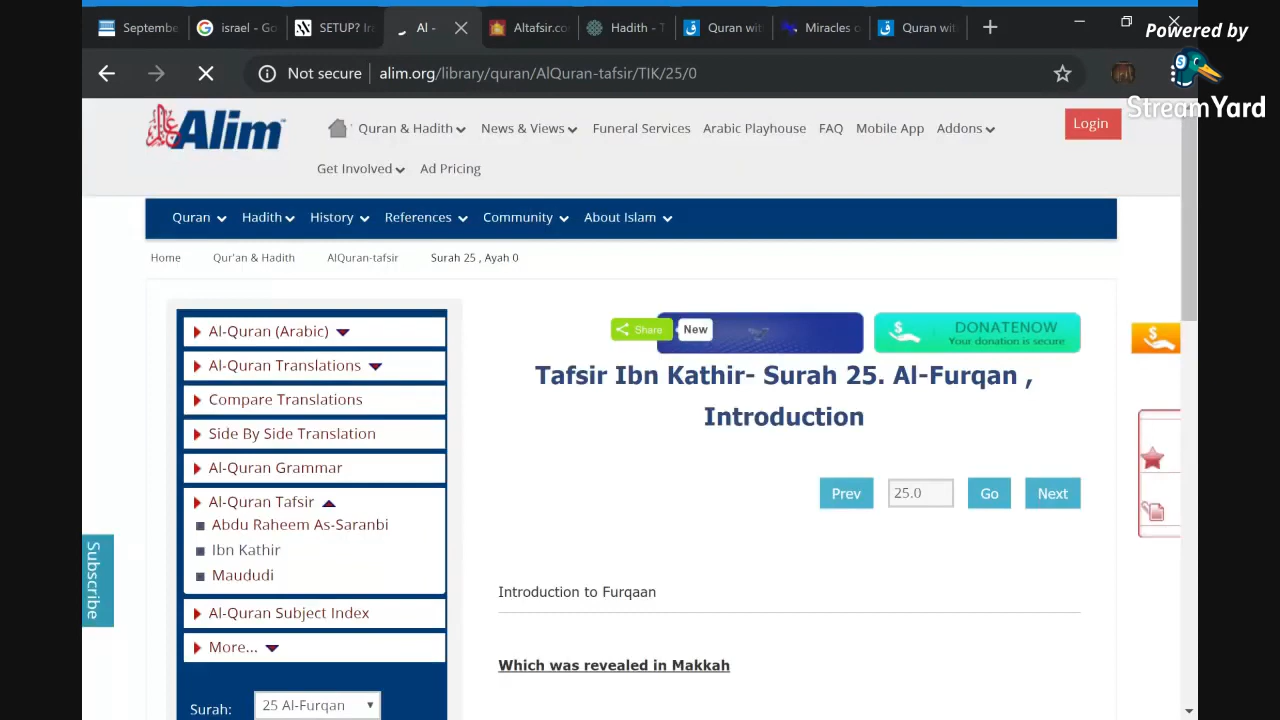 Septembe
israel - Go
SETUP? Ira
Al -
Altafsir.co
Hadith - T
Quran wit
Miracles o
Quran wit
Powered by
StreamYard
Not secure
alim.org/library/quran/AlQuran-tafsir/TIK/25/0
Alim
Quran & Hadith
News & Views
Funeral Services
Arabic Playhouse
FAQ
Mobile App
Addons
Login
Get Involved
Ad Pricing
Quran
Hadith
History
References
Community
About Islam
Home
Qur'an & Hadith
AlQuran-tafsir
Surah 25 , Ayah 0
Al-Quran (Arabic)
Al-Quran Translations
Compare Translations
Side By Side Translation
Al-Quran Grammar
Al-Quran Tafsir
Abdu Raheem As-Saranbi
Ibn Kathir
Maududi
Al-Quran Subject Index
More...
Surah:
25 Al-Furqan
Subscribe
Share
New
DONATENOW
Your donation is secure
Tafsir Ibn Kathir- Surah 25. Al-Furqan ,
Introduction
Prev
25.0
Go
Next
Introduction to Furqaan
Which was revealed in Makkah